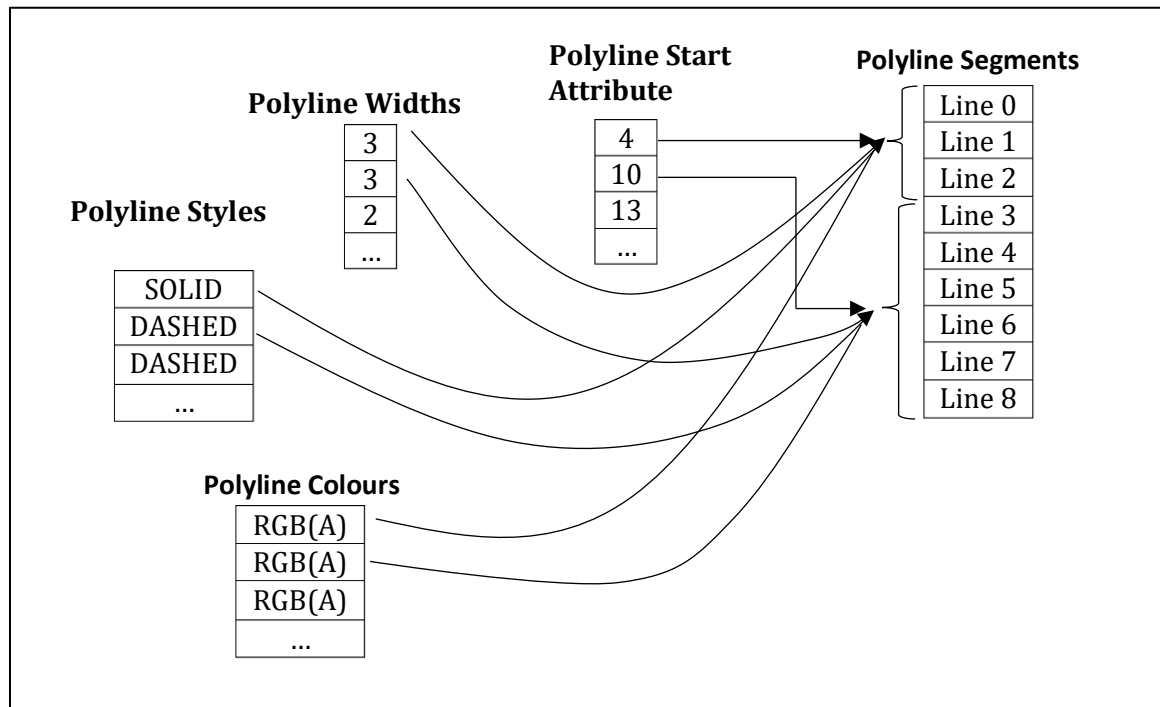 Polyline Styles
SOLID
DASHED
DASHED
...
Polyline Widths
3
3
2
...
Polyline Colours
RGB(A)
RGB(A)
RGB(A)
...
Polyline Start
Attribute
4
10
13
...
Polyline Segments
Line 0
Line 1
Line 2
Line 3
Line 4
Line 5
Line 6
Line 7
Line 8